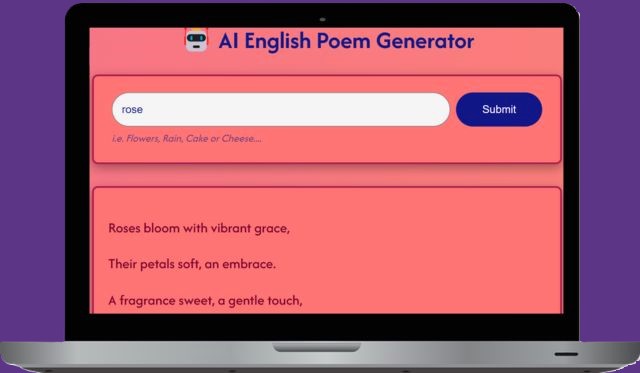 AI English Poem Generator
rose
Submit
i.e. Flowers, Rain, Cake or Cheese....
Roses bloom with vibrant grace,
Their petals soft, an embrace.
A fragrance sweet, a gentle touch,